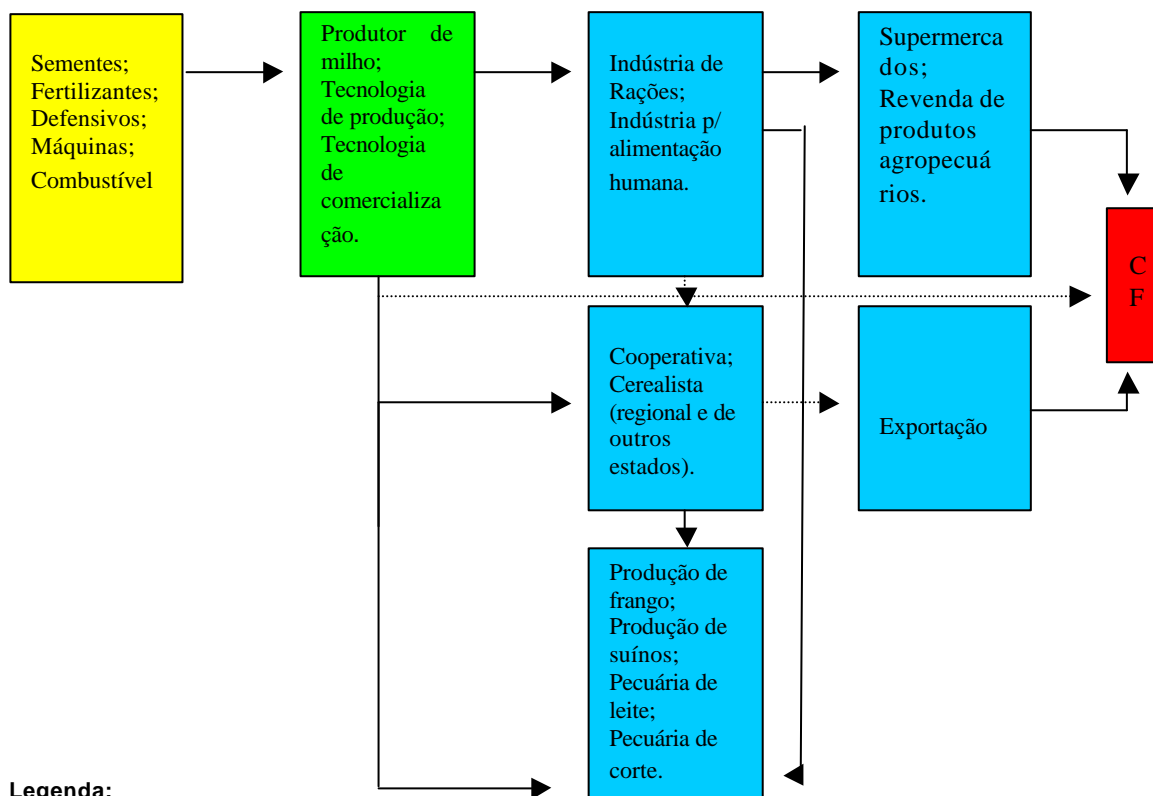 Sementes;
Fertilizantes;
Defensivos;
Máquinas;
Combustível
Produtor de
milho;
Tecnologia
de produção;
Tecnologia
de
comercializa
ção.
Indústria de
Rações;
Indústria p/
alimentação
humana.
Supermerca
dos;
Revenda de
produtos
agropecuá
rios.
C
F
Cooperativa;
Cerealista
(regional e de
outros
estados).
Exportação
Produção de
frango;
Produção de
suínos;
Pecuária de
leite;
Pecuária de
corte.
Legenda: